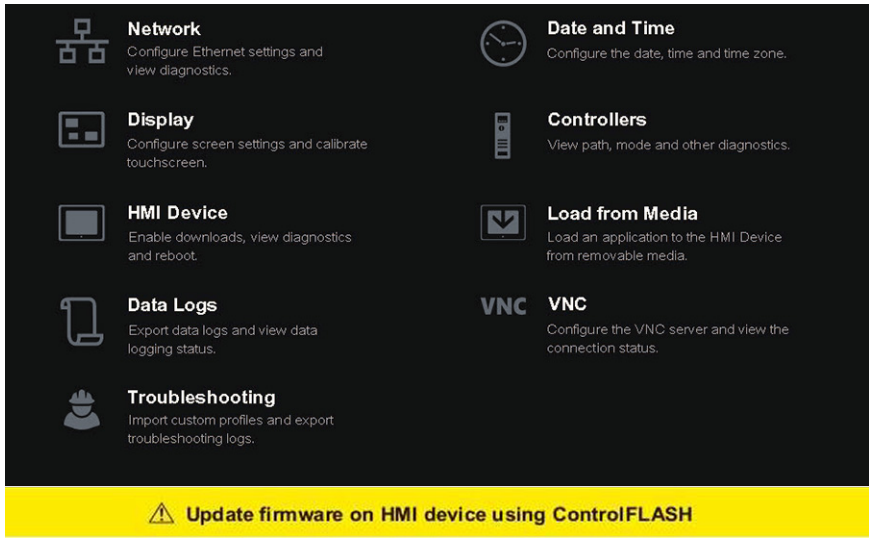 Network
Configure Ethernet settings and
view diagnostics.
Date and Time
Configure the date, time and time zone.
Display
Configure screen settings and calibrate
touchscreen.
Controllers
View path, mode and other diagnostics.
HMI Device
Enable downloads, view diagnostics
and reboot.
Load from Media
Load an application to the HMI Device
from removable media.
Data Logs
Export data logs and view data
logging status.
VNC
VNC
Configure the VNC server and view the
connection status.
Troubleshooting
Import custom profiles and export
troubleshooting logs.
Update firmware on HMI device using ControlFLASH